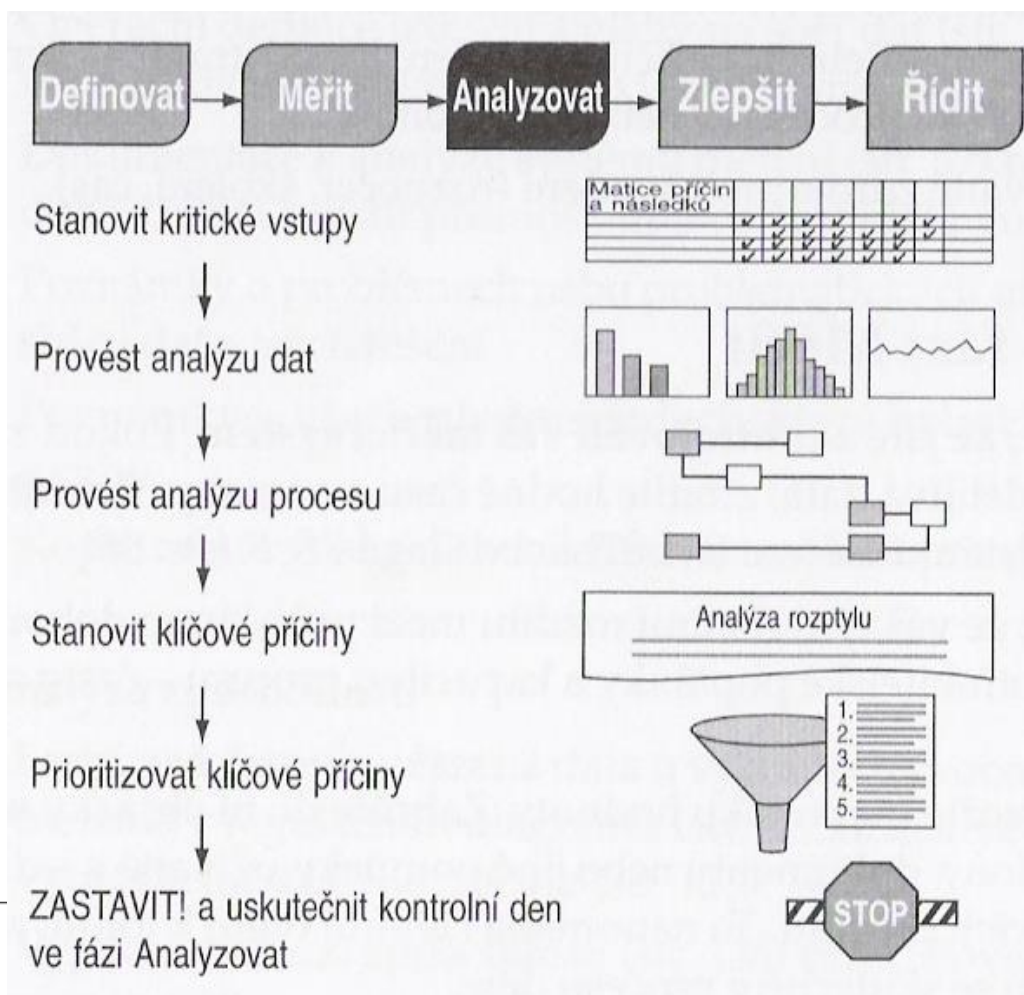 Definovat
Měřit
Analyzovat
Zlepšit
Řídit
Stanovit kritické vstupy
Matice příčin
a následků
Provést analýzu dat
Provést analýzu procesu
Stanovit klíčové příčiny
Analýza rozptylu
Prioritizovat klíčové příčiny
1.
2.
3.
4.
5.
ZASTAVIT! a uskutečnit kontrolní den
ve fázi Analyzovat
STOP